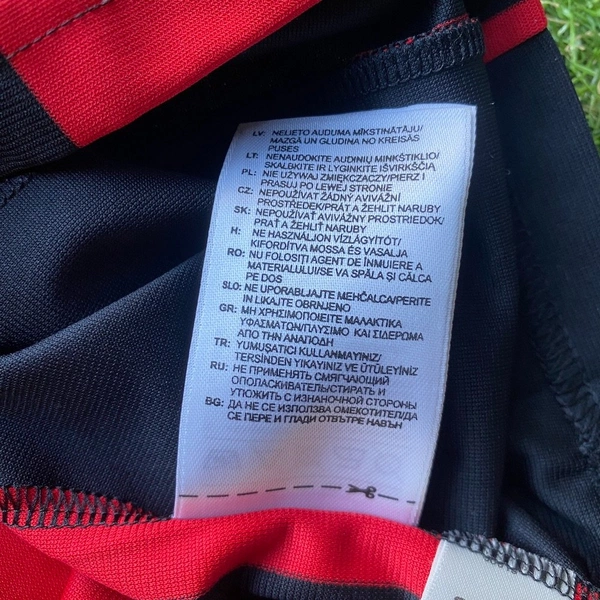 LV: NELIETO AUDUMA MĪKSTINĀTĀJU/
MAZGĀ UN GLUDINA NO KREISĀS
PUSES
LT: NENAUDOKITE AUDINIŲ MINKŠTIKLIO/
SKALBKITE IR LYGINKITE IŠVIRKŠČIĄ
PL: NIE UŻYWAJ ZMIĘKCZACZY/PIERZ I
PRASUJ PO LEWEJ STRONIE
CZ: NEPOUŽÍVAT ŽÁDNÝ AVIVÁŽNÍ
PROSTŘEDEK/PRÁT A ŽEHLIT NARUBY
SK: NEPOUŽÍVAŤ AVIVÁŽNY PROSTRIEDOK/
PRAŤ A ŽEHLIŤ NARUBY
H: NE HASZNÁLJON VÍZLÁGYÍTÓT/
KIFORDÍTVA MOSSA ÉS VASALJA
RO: NU FOLOSIȚI AGENT DE ÎNMUIERE A
MATERIALULUI/SE VA SPĂLA ȘI CĂLCA
PE DOS
SLO: NE UPORABLJAJTE MEHČALCA/PERITE
IN LIKAJTE OBRNJENO
GR: ΜΗ ΧΡΗΣΙΜΟΠΟΙΕΙΤΕ ΜΑΛΑΚΤΙΚΑ
ΥΦΑΣΜΑΤΩΝ/ΠΛΥΣΙΜΟ ΚΑΙ ΣΙΔΕΡΩΜΑ
ΑΠΟ ΤΗΝ ΑΝΑΠΟΔΗ
TR: YUMUŞATICI KULLANMAYINIZ/
TERSİNDEN YIKAYINIZ VE ÜTÜLEYİNİZ
RU: НЕ ПРИМЕНЯТЬ СМЯГЧАЮЩИЙ
ОПОЛАСКИВАТЕЛЬ/СТИРАТЬ И
УТЮЖИТЬ С ИЗНАНОЧНОЙ СТОРОНЫ
BG: ДА НЕ СЕ ИЗПОЛЗВА ОМЕКОТИТЕЛ/ДА
СЕ ПЕРЕ И ГЛАДИ ОТВЪТРЕ НАВЪН